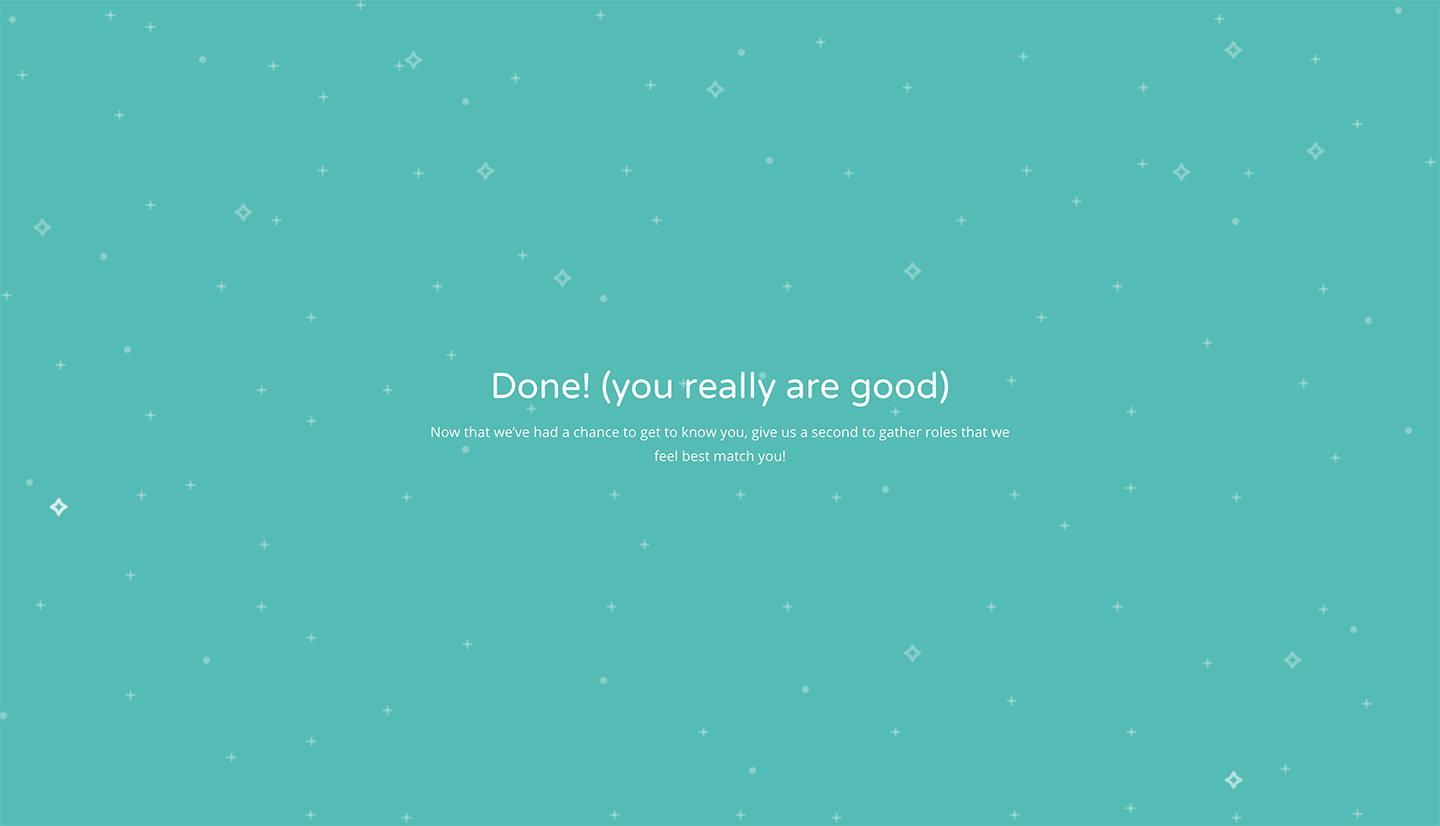 Done! (you really are good)
Now that we’ve had a chance to get to know you, give us a second to gather roles that we
feel best match you!